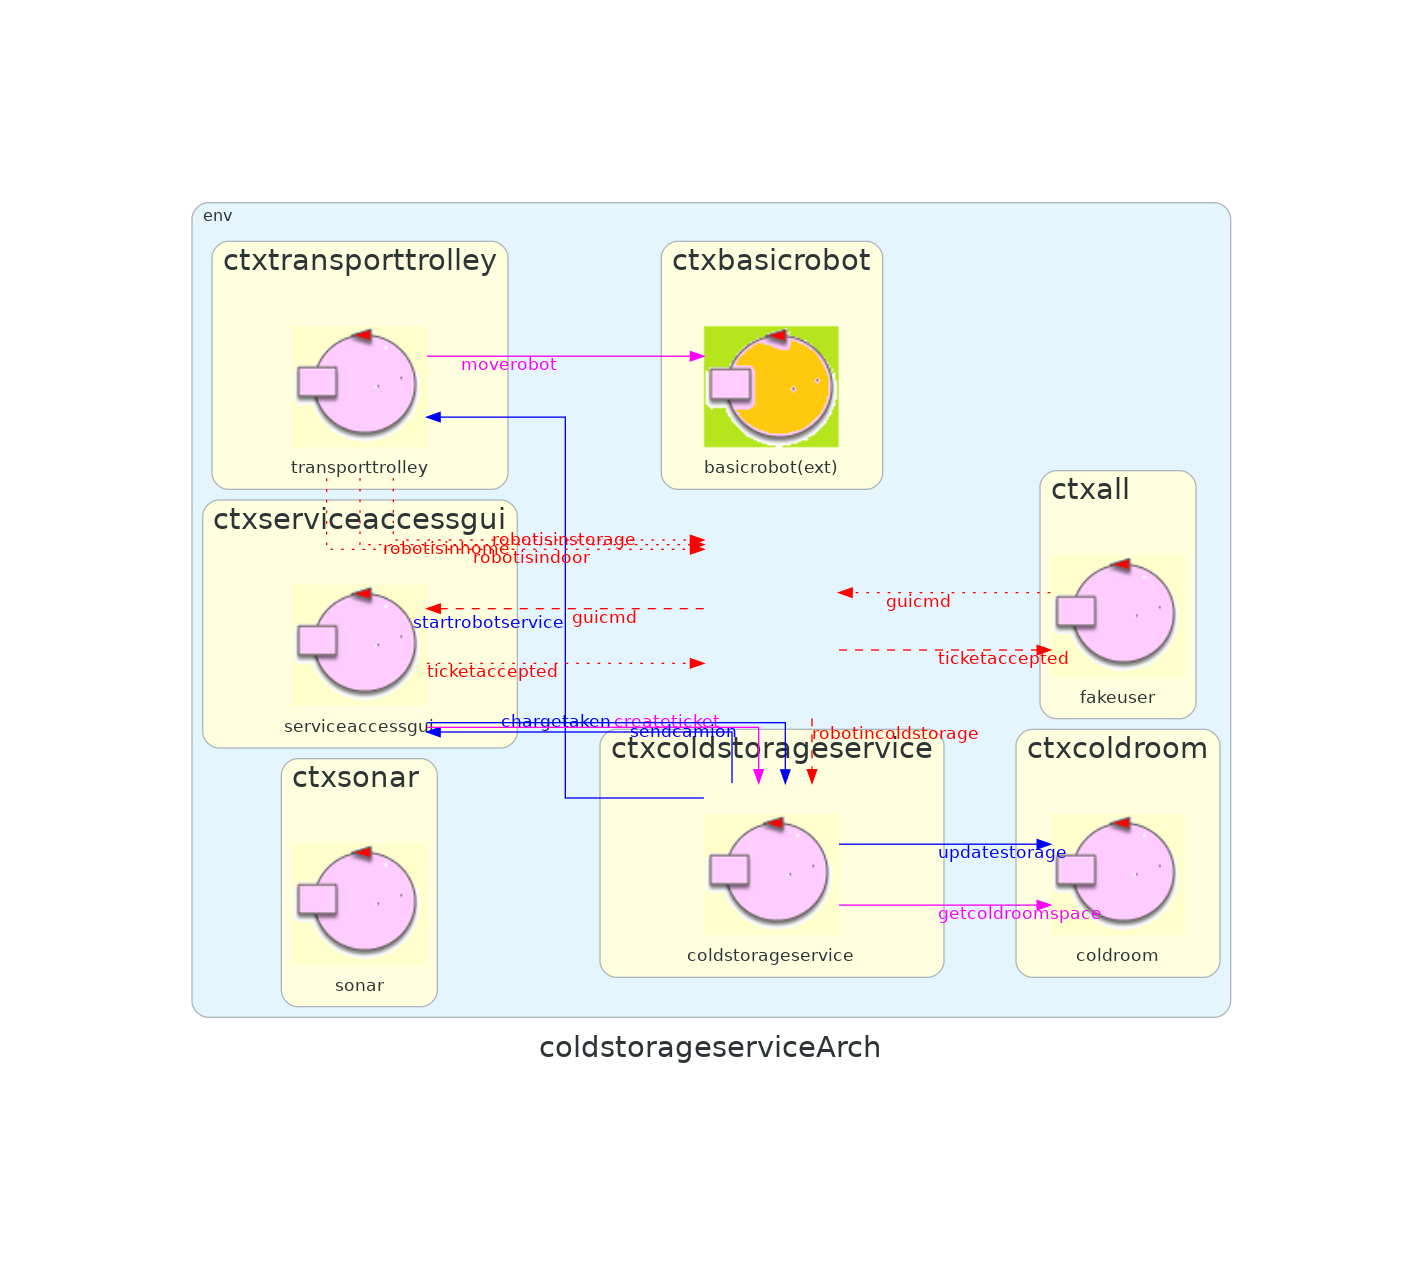 env
ctxtransporttrolley
ctxbasicrobot
moverobot
transporttrolley
basicrobot(ext)
ctxall
ctxserviceaccessgui
robotisinstorage
robotisinhome
robotisindoor
guicmd
guicmd
startrobotservice
ticketaccepted
ticketaccepted
fakeuser
serviceaccessgui
chargetaken
createticket
sendcamion
robotincoldstorage
ctxcoldstorageservice
ctxcoldroom
ctxsonar
updatestorage
getcoldroomspace
coldstorageservice
coldroom
sonar
coldstorageserviceArch